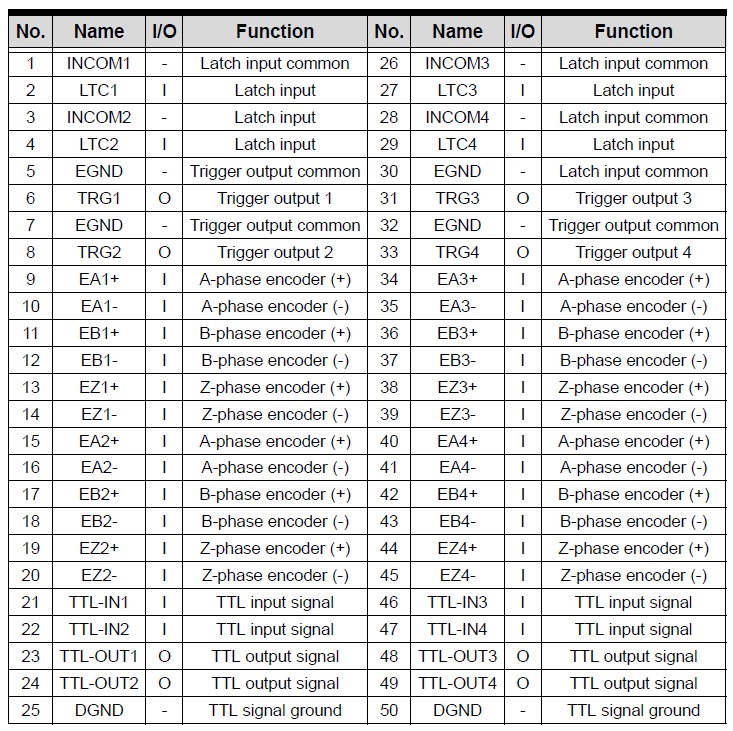 No. Name I/O Function No. Name I/O Function
1 INCOM1 - Latch input common 26 INCOM3 - Latch input common
2 LTC1 I Latch input 27 LTC3 I Latch input
3 INCOM2 - Latch input common 28 INCOM4 - Latch input common
4 LTC2 I Latch input 29 LTC4 I Latch input
5 EGND - Trigger output common 30 EGND - Latch input common
6 TRG1 O Trigger output 1 31 TRG3 O Trigger output 3
7 EGND - Trigger output common 32 EGND - Trigger output common
8 TRG2 O Trigger output 2 33 TRG4 O Trigger output 4
9 EA1+ I A-phase encoder (+) 34 EA3+ I A-phase encoder (+)
10 EA1- I A-phase encoder (-) 35 EA3- I A-phase encoder (-)
11 EB1+ I B-phase encoder (+) 36 EB3+ I B-phase encoder (+)
12 EB1- I B-phase encoder (-) 37 EB3- I B-phase encoder (-)
13 EZ1+ I Z-phase encoder (+) 38 EZ3+ I Z-phase encoder (+)
14 EZ1- I Z-phase encoder (-) 39 EZ3- I Z-phase encoder (-)
15 EA2+ I A-phase encoder (+) 40 EA4+ I A-phase encoder (+)
16 EA2- I A-phase encoder (-) 41 EA4- I A-phase encoder (-)
17 EB2+ I B-phase encoder (+) 42 EB4+ I B-phase encoder (+)
18 EB2- I B-phase encoder (-) 43 EB4- I B-phase encoder (-)
19 EZ2+ I Z-phase encoder (+) 44 EZ4+ I Z-phase encoder (+)
20 EZ2- I Z-phase encoder (-) 45 EZ4- I Z-phase encoder (-)
21 TTL-IN1 I TTL input signal 46 TTL-IN3 I TTL input signal
22 TTL-IN2 I TTL input signal 47 TTL-IN4 I TTL input signal
23 TTL-OUT1 O TTL output signal 48 TTL-OUT3 O TTL output signal
24 TTL-OUT2 O TTL output signal 49 TTL-OUT4 O TTL output signal
25 DGND - TTL signal ground 50 DGND - TTL signal ground